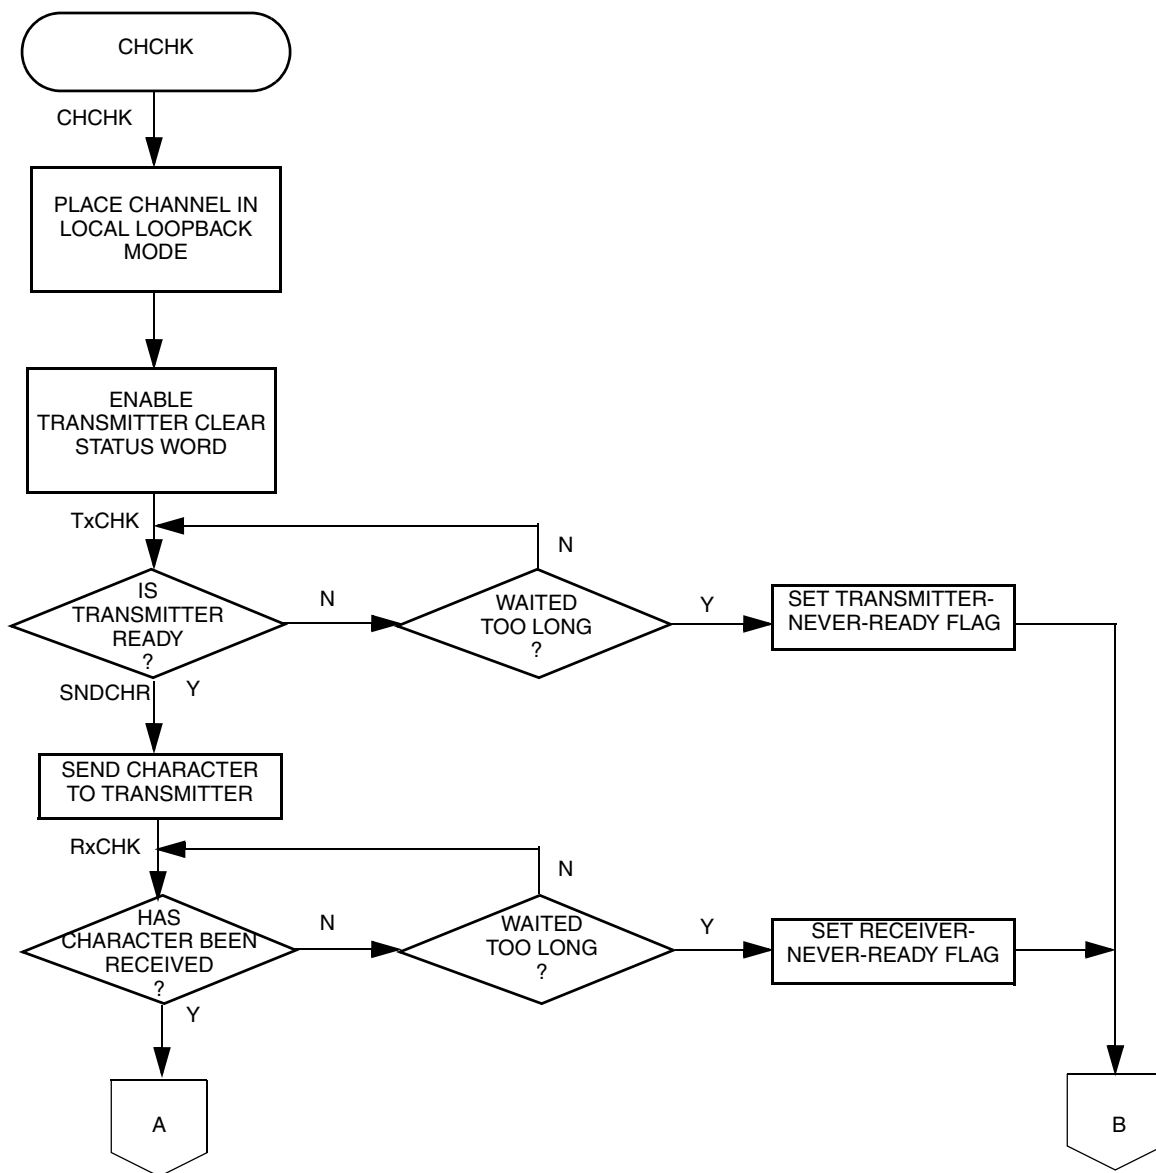 CHCHK
CHCHK
PLACE CHANNEL IN
LOCAL LOOPBACK
MODE
ENABLE
TRANSMITTER CLEAR
STATUS WORD
TxCHK
N
IS
TRANSMITTER
READY
?
N
WAITED
TOO LONG
?
Y
SET TRANSMITTER-
NEVER-READY FLAG
SNDCHR
Y
SEND CHARACTER
TO TRANSMITTER
RxCHK
N
HAS
CHARACTER BEEN
RECEIVED
?
N
WAITED
TOO LONG
?
Y
SET RECEIVER-
NEVER-READY FLAG
Y
A
B